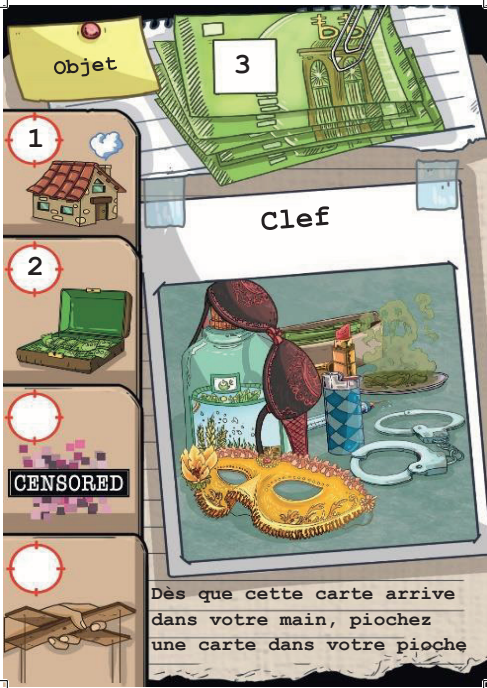 Objet
3
1
Clef
2
CENSORED
Dès que cette carte arrive
dans votre main, piochez
une carte dans votre pioche